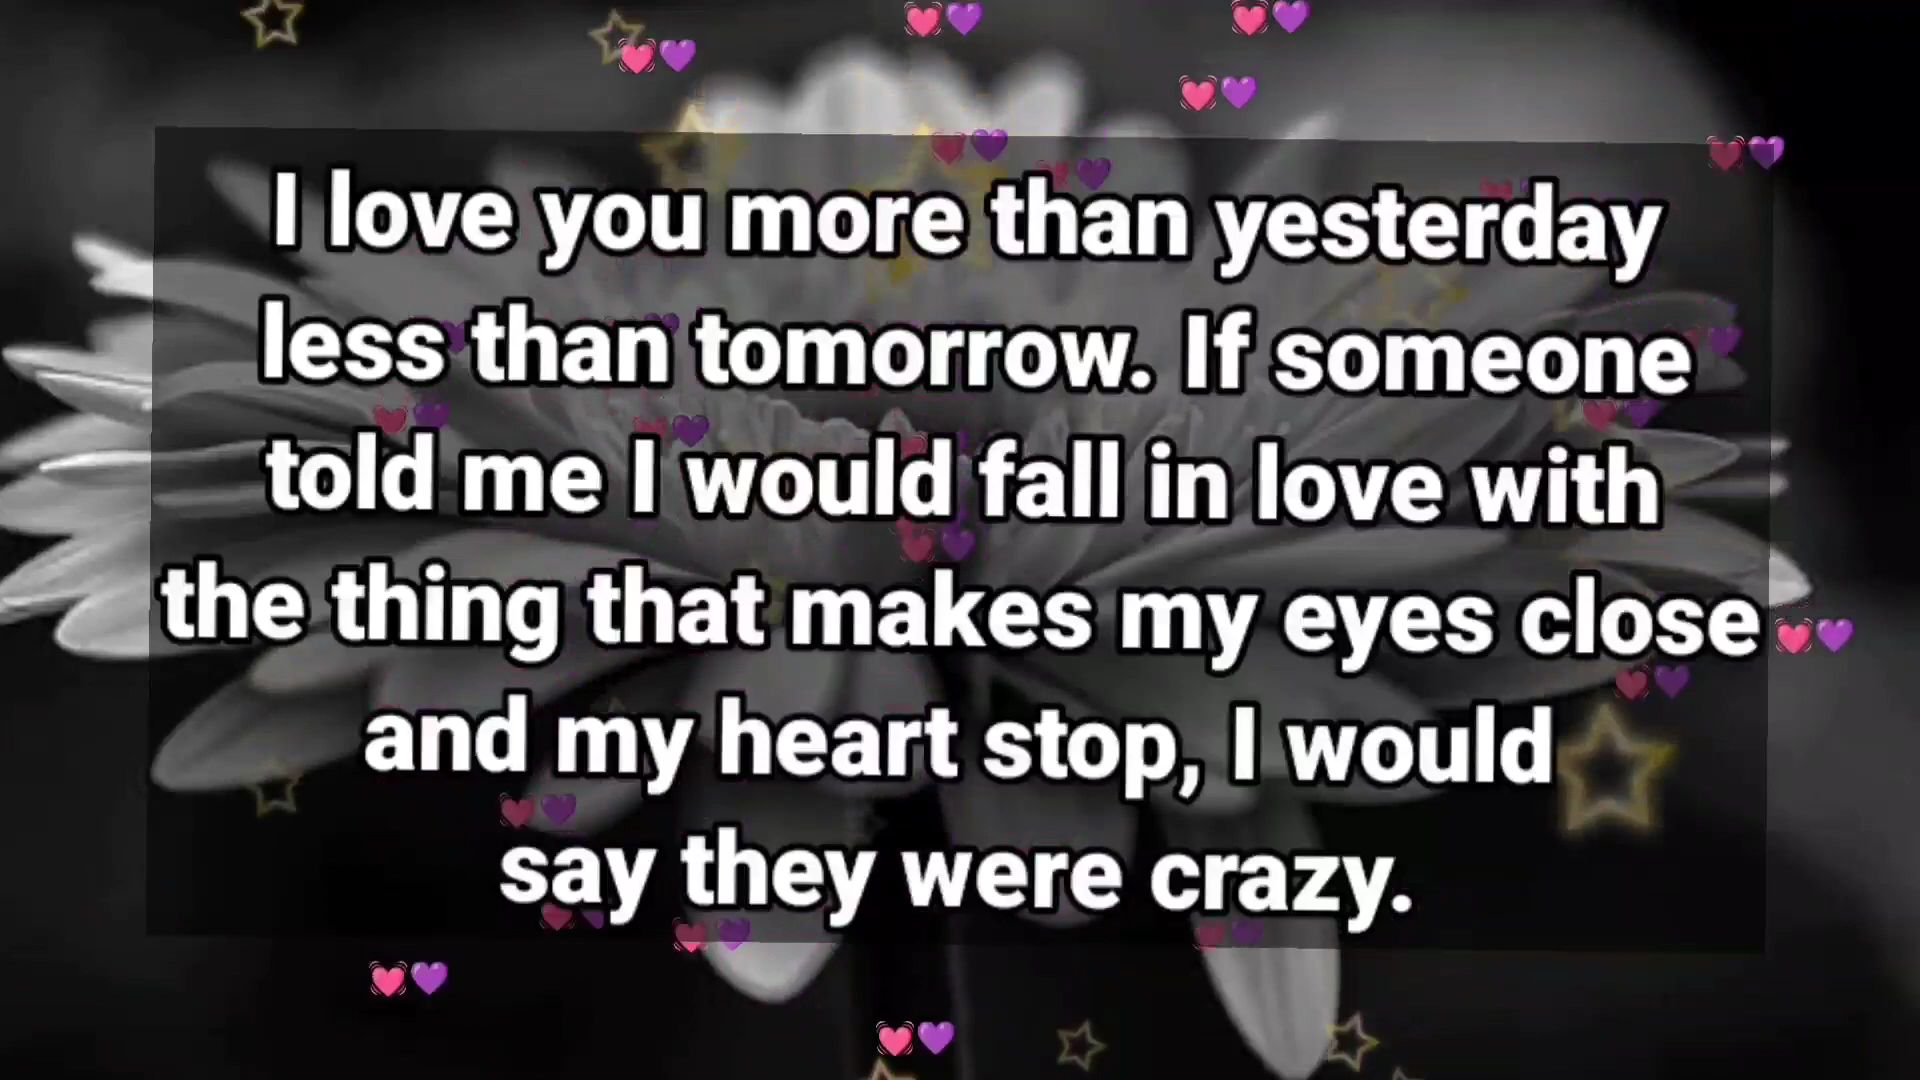 I love you more than yesterday
less than tomorrow. If someone
told me I would fall in love with
the thing that makes my eyes close
and my heart stop, I would
say they were crazy.